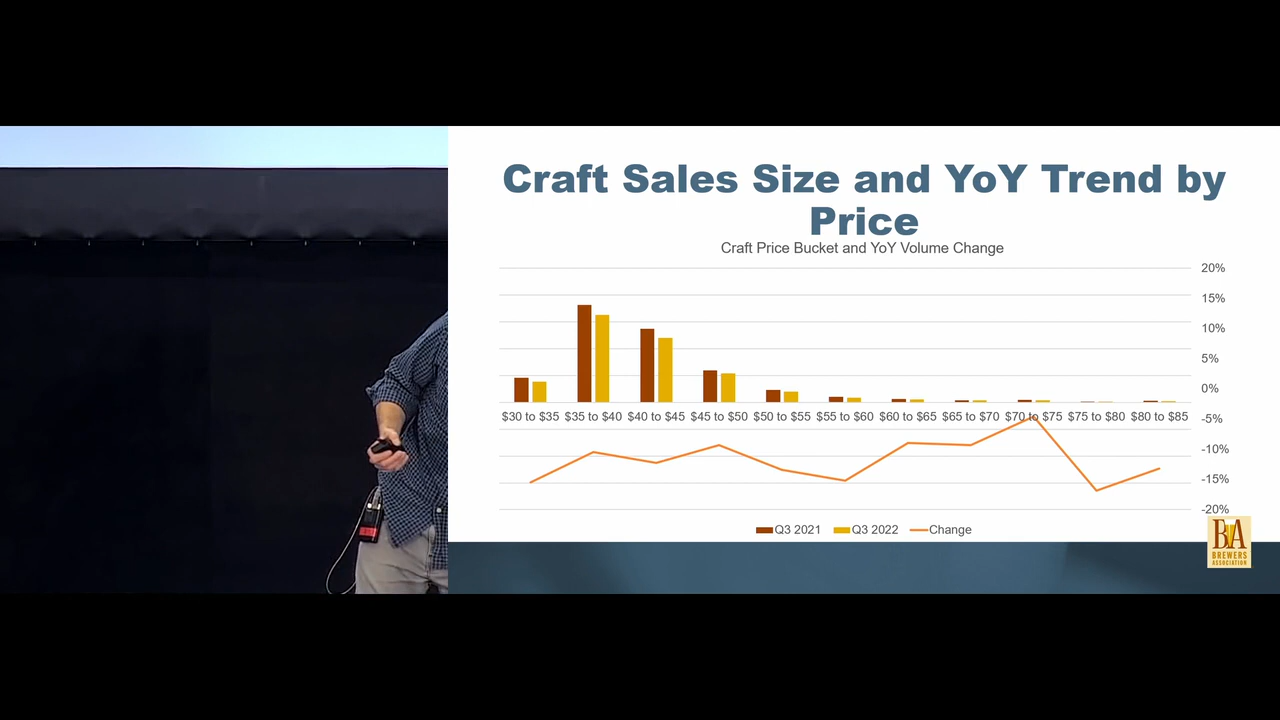 Craft Sales Size and YoY Trend by
Price
Craft Price Bucket and YoY Volume Change
20%
15%
10%
5%
0%
-5%
-10%
-15%
-20%
$30 to $35 $35 to $40 $40 to $45 $45 to $50 $50 to $55 $55 to $60 $60 to $65 $65 to $70 $70 to $75 $75 to $80 $80 to $85
Q3 2021 Q3 2022 Change
BA
BREWERS
ASSOCIATION